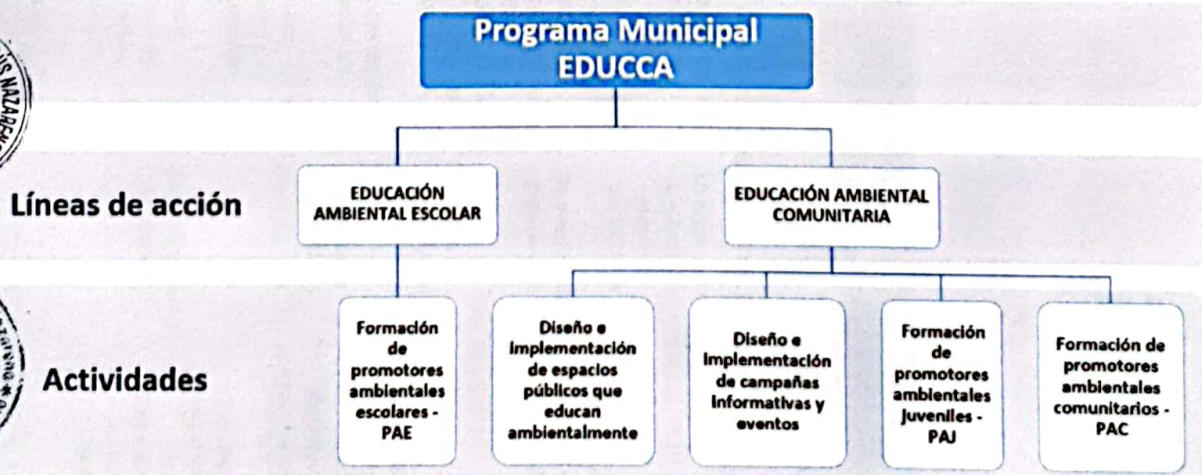 Programa Municipal
EDUCCA
Líneas de acción
EDUCACIÓN
AMBIENTAL ESCOLAR
EDUCACIÓN AMBIENTAL
COMUNITARIA
Actividades
Formación
de
promotores
ambientales
escolares -
PAE
Diseño e
Implementación
de espacios
públicos que
educan
ambientalmente
Diseño e
Implementación
de campañas
Informativas y
eventos
Formación
de
promotores
ambientales
Juveniles -
PAJ
Formación de
promotores
ambientales
comunitarios -
PAC